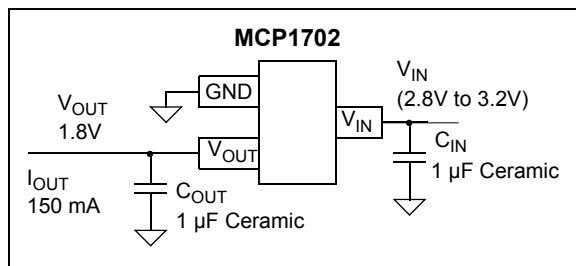 MCP1702
GND
V_IN
(2.8V to 3.2V)
V_OUT
1.8V
V_IN
V_OUT
C_IN
1 µF Ceramic
I_OUT
150 mA
C_OUT
1 µF Ceramic